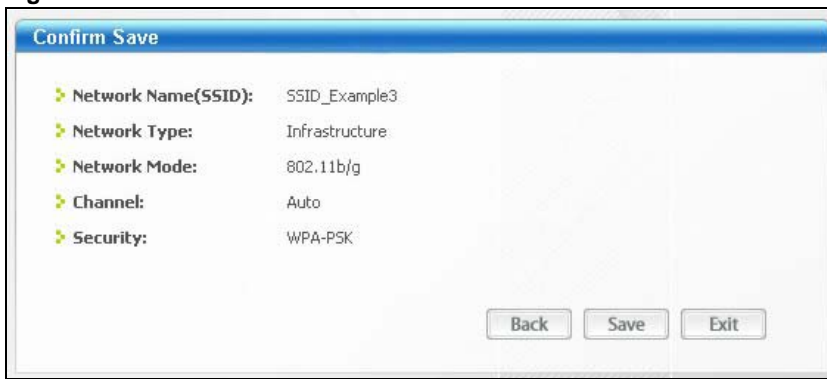 Confirm Save
Network Name(SSID): SSID_Example3
Network Type: Infrastructure
Network Mode: 802.11b/g
Channel: Auto
Security: WPA-PSK
Back Save Exit